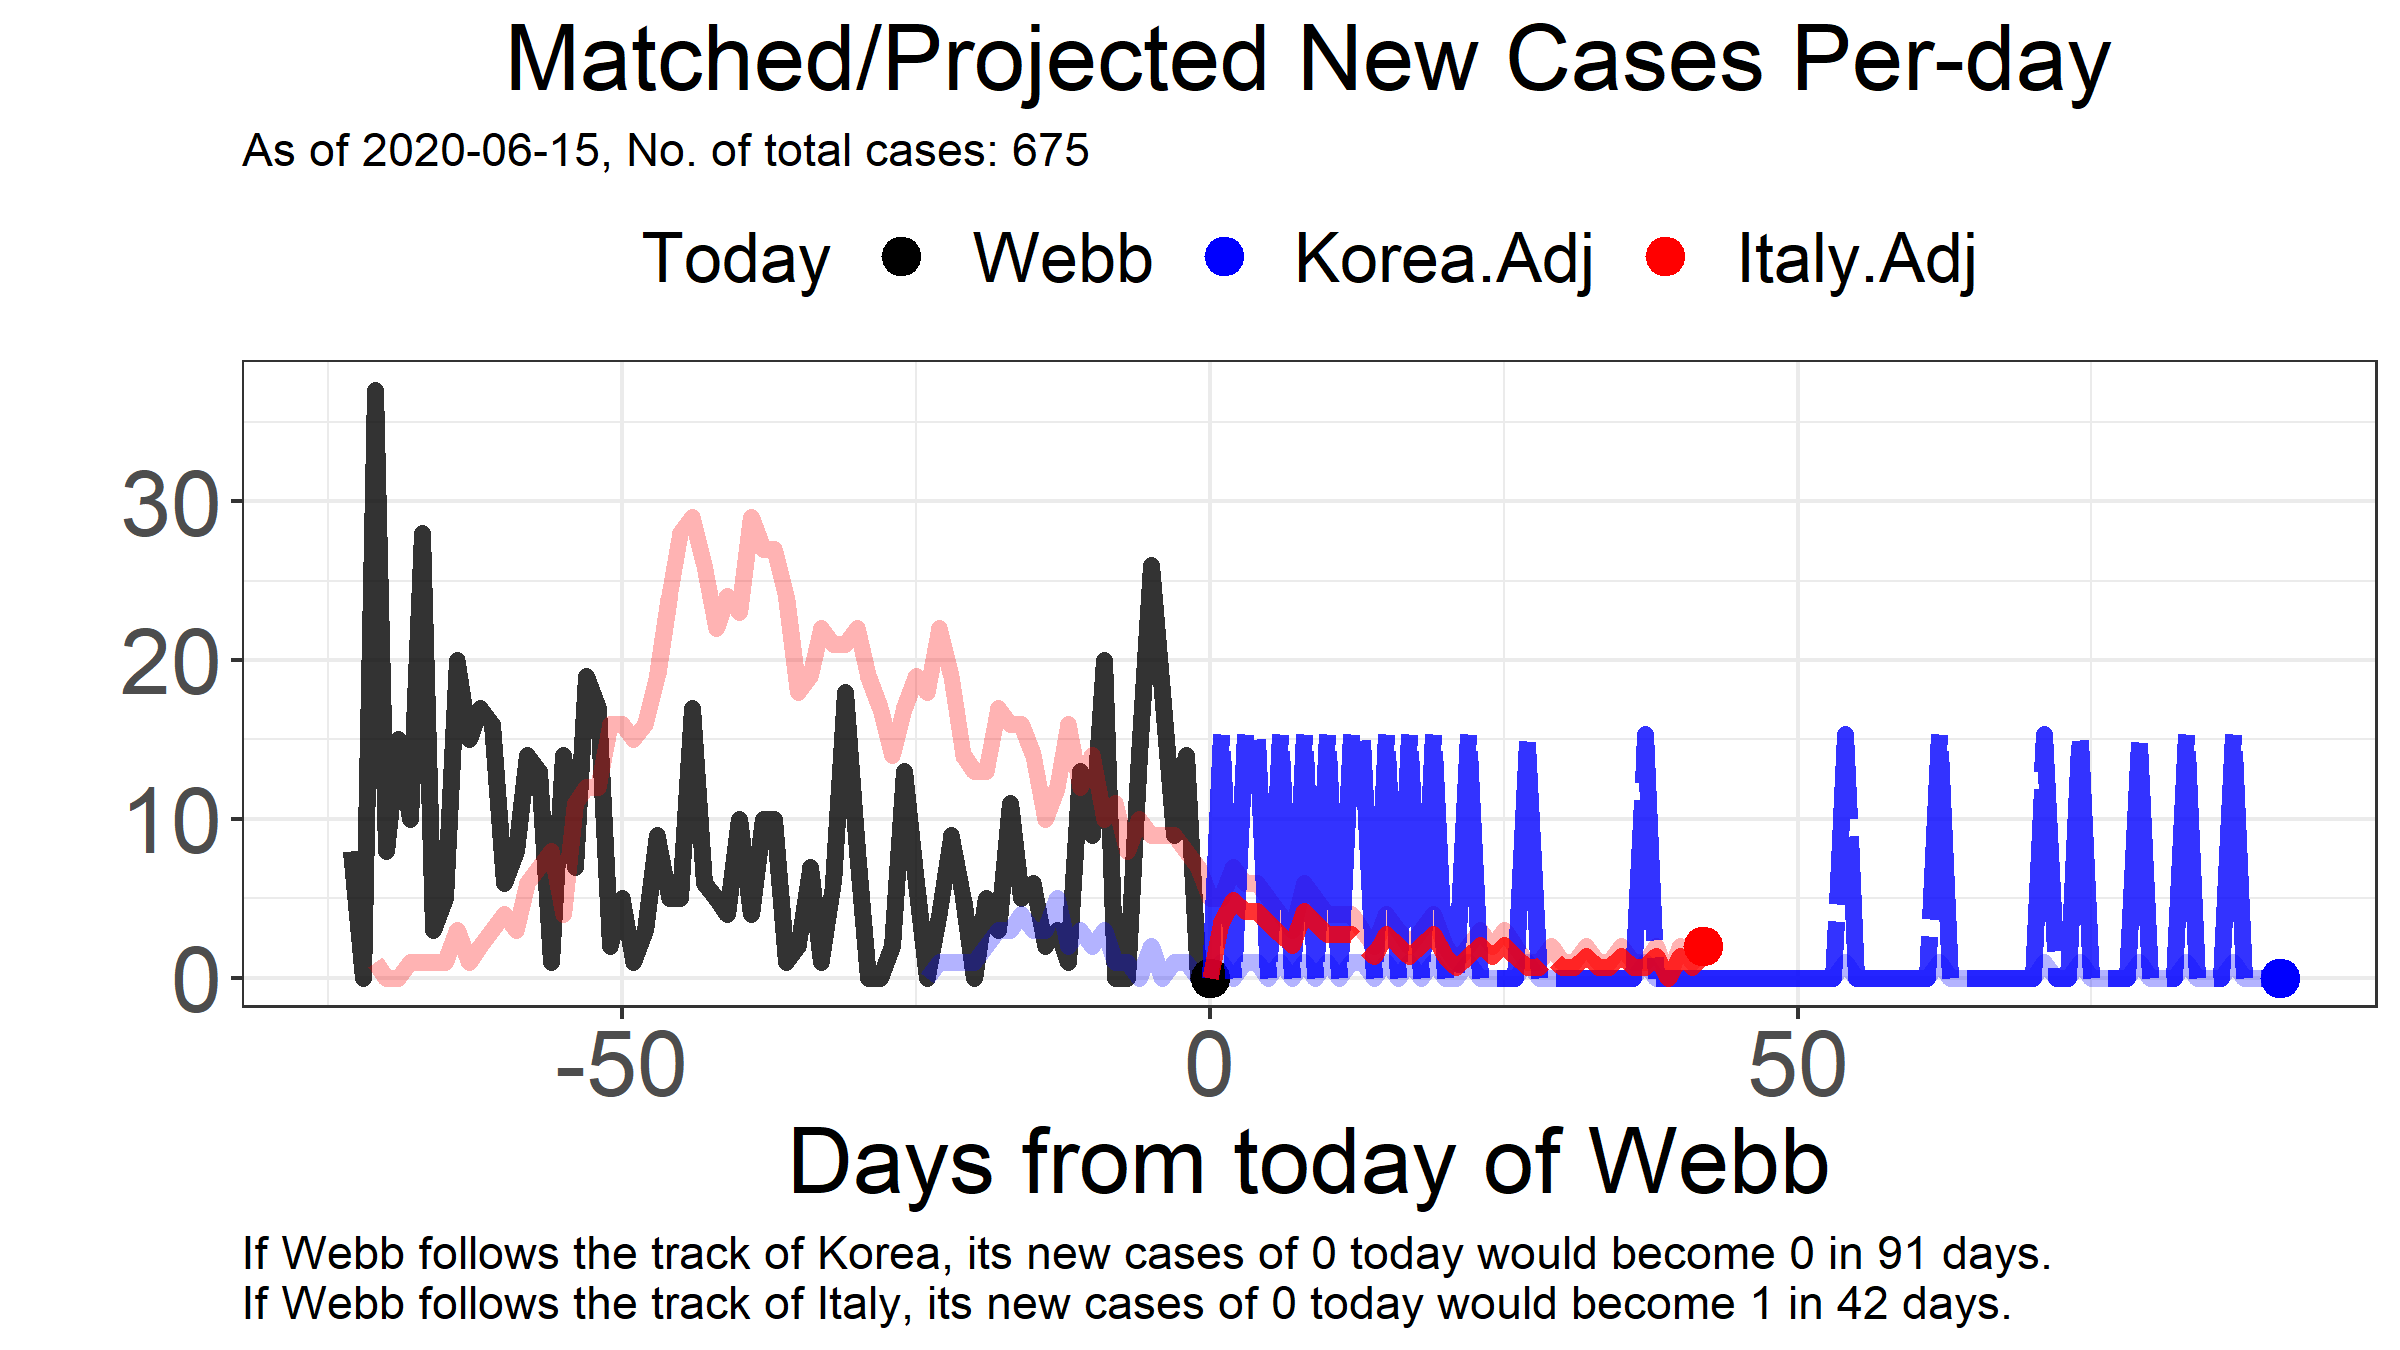 Matched/Projected New Cases Per-day
As of 2020-06-15, No. of total cases: 675
Today Webb Korea.Adj Italy.Adj
30
20
10
0
-50 0 50
Days from today of Webb
If Webb follows the track of Korea, its new cases of 0 today would become 0 in 91 days.
If Webb follows the track of Italy, its new cases of 0 today would become 1 in 42 days.